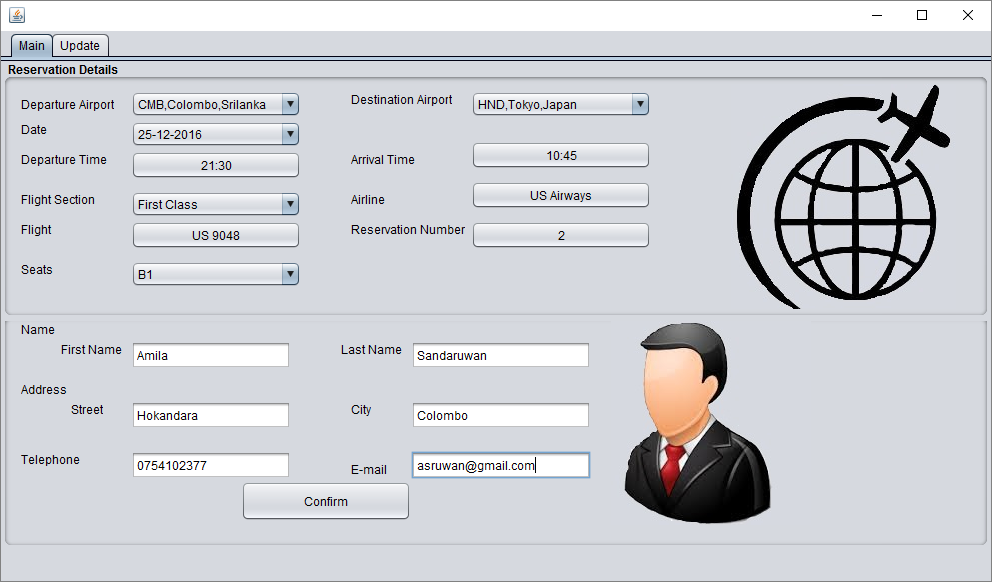 Main Update
Reservation Details
Departure Airport CMB,Colombo,Srilanka Destination Airport HND,Tokyo,Japan
Date 25-12-2016
Departure Time 21:30 Arrival Time 10:45
Flight Section First Class Airline US Airways
Flight US 9048 Reservation Number 2
Seats B1
Name
First Name Amila Last Name Sandaruwan
Address
Street Hokandara City Colombo
Telephone 0754102377 E-mail asruwan@gmail.com
Confirm